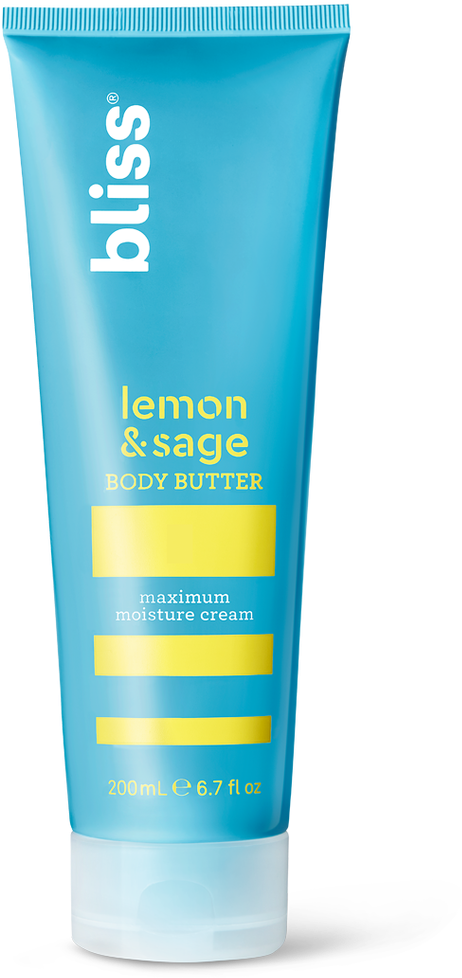 bliss®
lemon
&sage
BODY BUTTER
maximum
moisture cream
200mL ℮ 6.7 fl oz